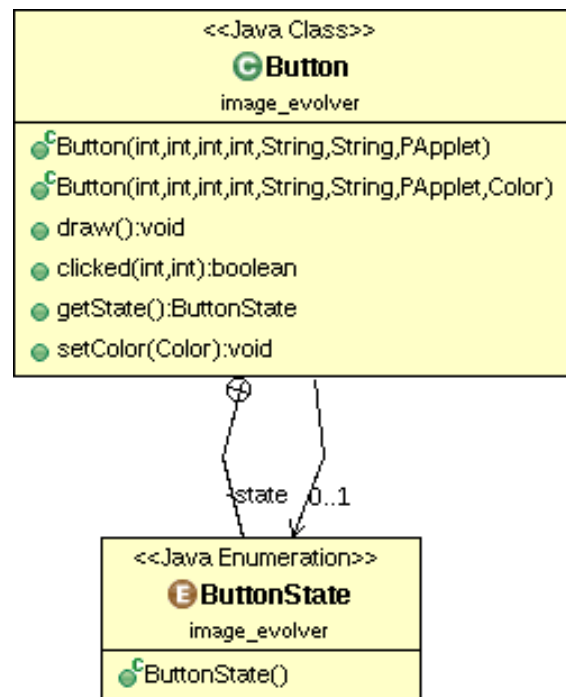 <<Java Class>>
C Button
image_evolver
C Button(int,int,int,int,String,String,PApplet)
C Button(int,int,int,int,String,String,PApplet,Color)
draw():void
clicked(int,int):boolean
getState():ButtonState
setColor(Color):void
-state 0..1
<<Java Enumeration>>
E ButtonState
image_evolver
C ButtonState()